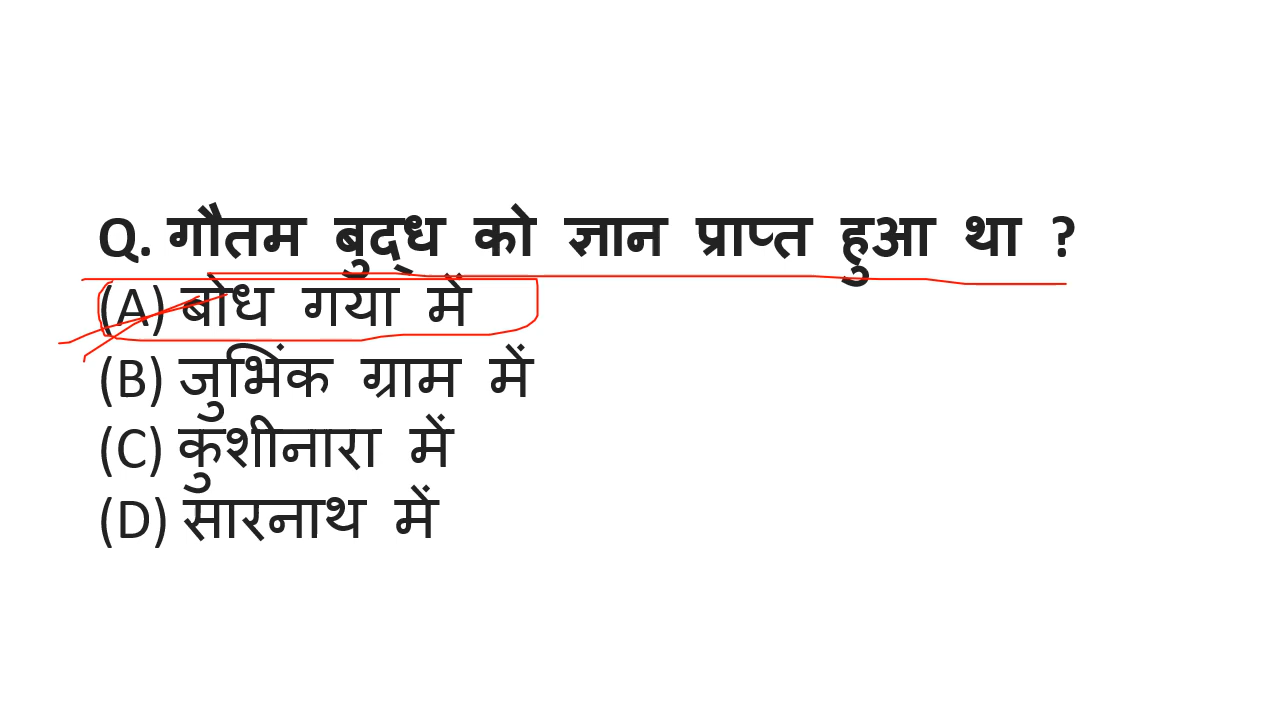 Q. गौतम बुद्ध को ज्ञान प्राप्त हुआ था ?
(A) बोध गया में
(B) जुभिंक ग्राम में
(C) कुशीनारा में
(D) सारनाथ में